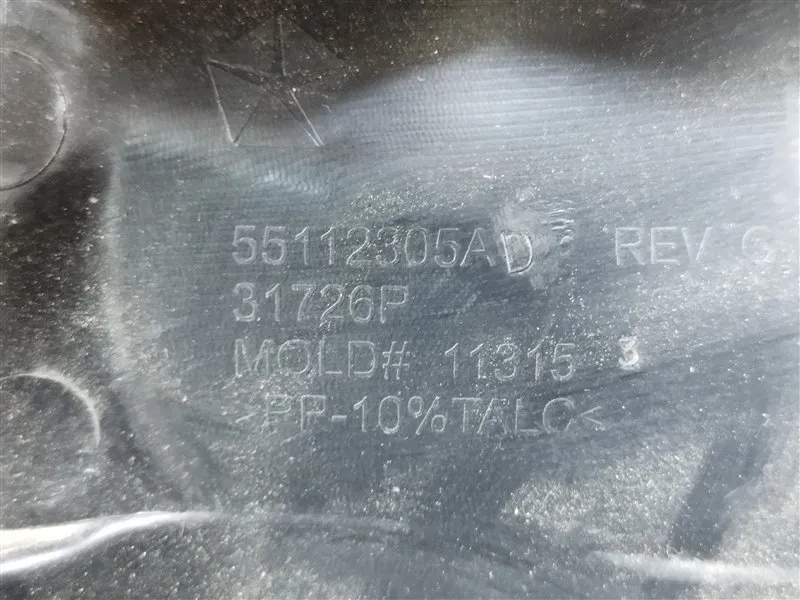 55112305AD REV G
31726P
MOLD# 11315 3
>PP-10%TALC<